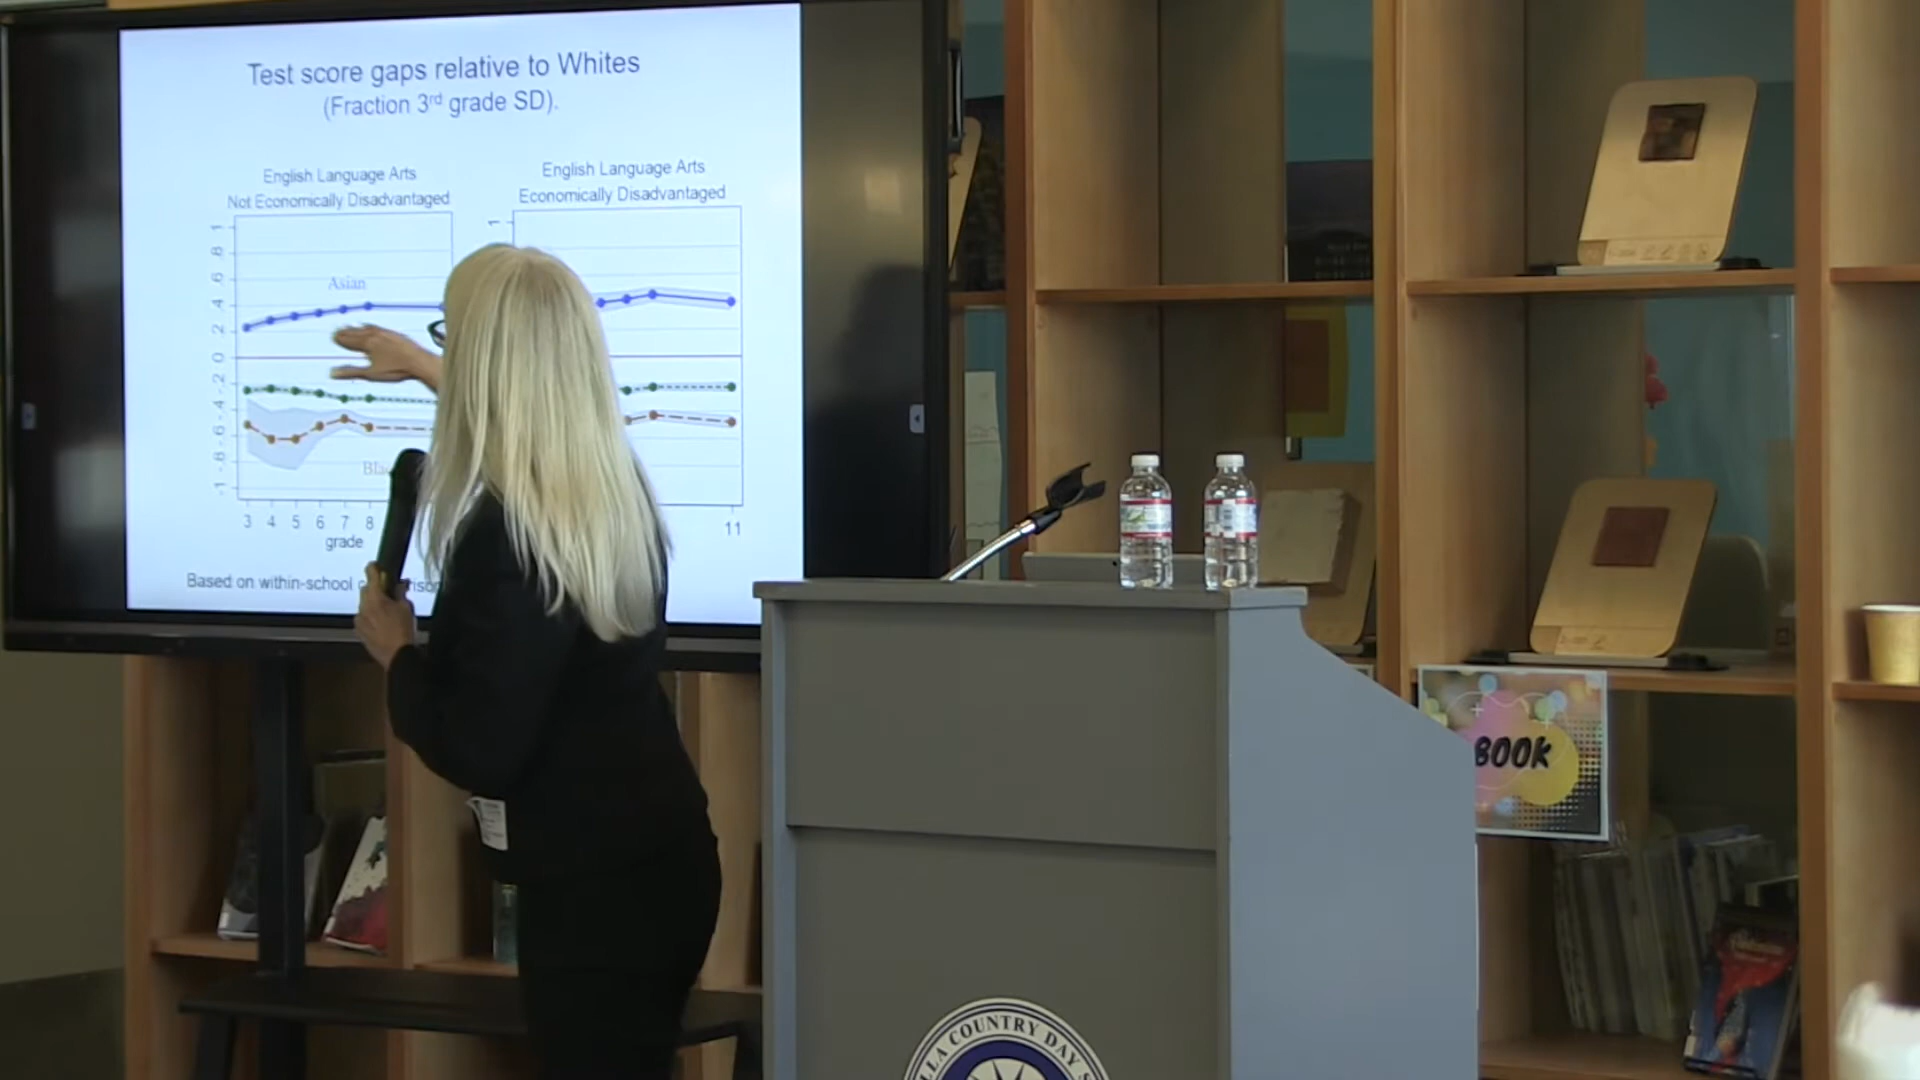 Test score gaps relative to Whites
(Fraction 3rd grade SD).
English Language Arts
Not Economically Disadvantaged
English Language Arts
Economically Disadvantaged
1
.8
.6
.4
.2
0
-.2
-.4
-.6
-.8
-1
Asian
3 4 5 6 7 8
grade
1
11
Based on within-school
BOOK
COUNTRY DAY